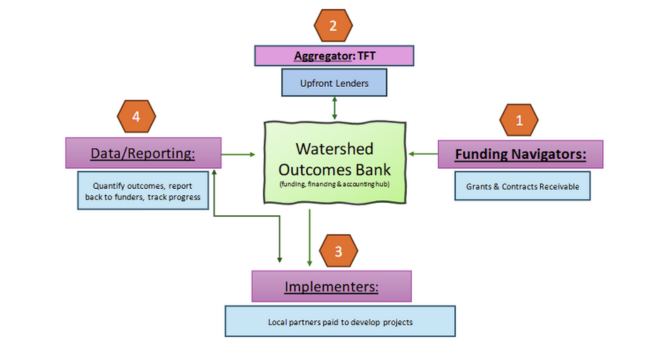 2
Aggregator: TFT
Upfront Lenders
4
1
Data/Reporting:
Watershed
Outcomes Bank
(funding, financing & accounting hub)
Funding Navigators:
Quantify outcomes, report
back to funders, track progress
Grants & Contracts Receivable
3
Implementers:
Local partners paid to develop projects